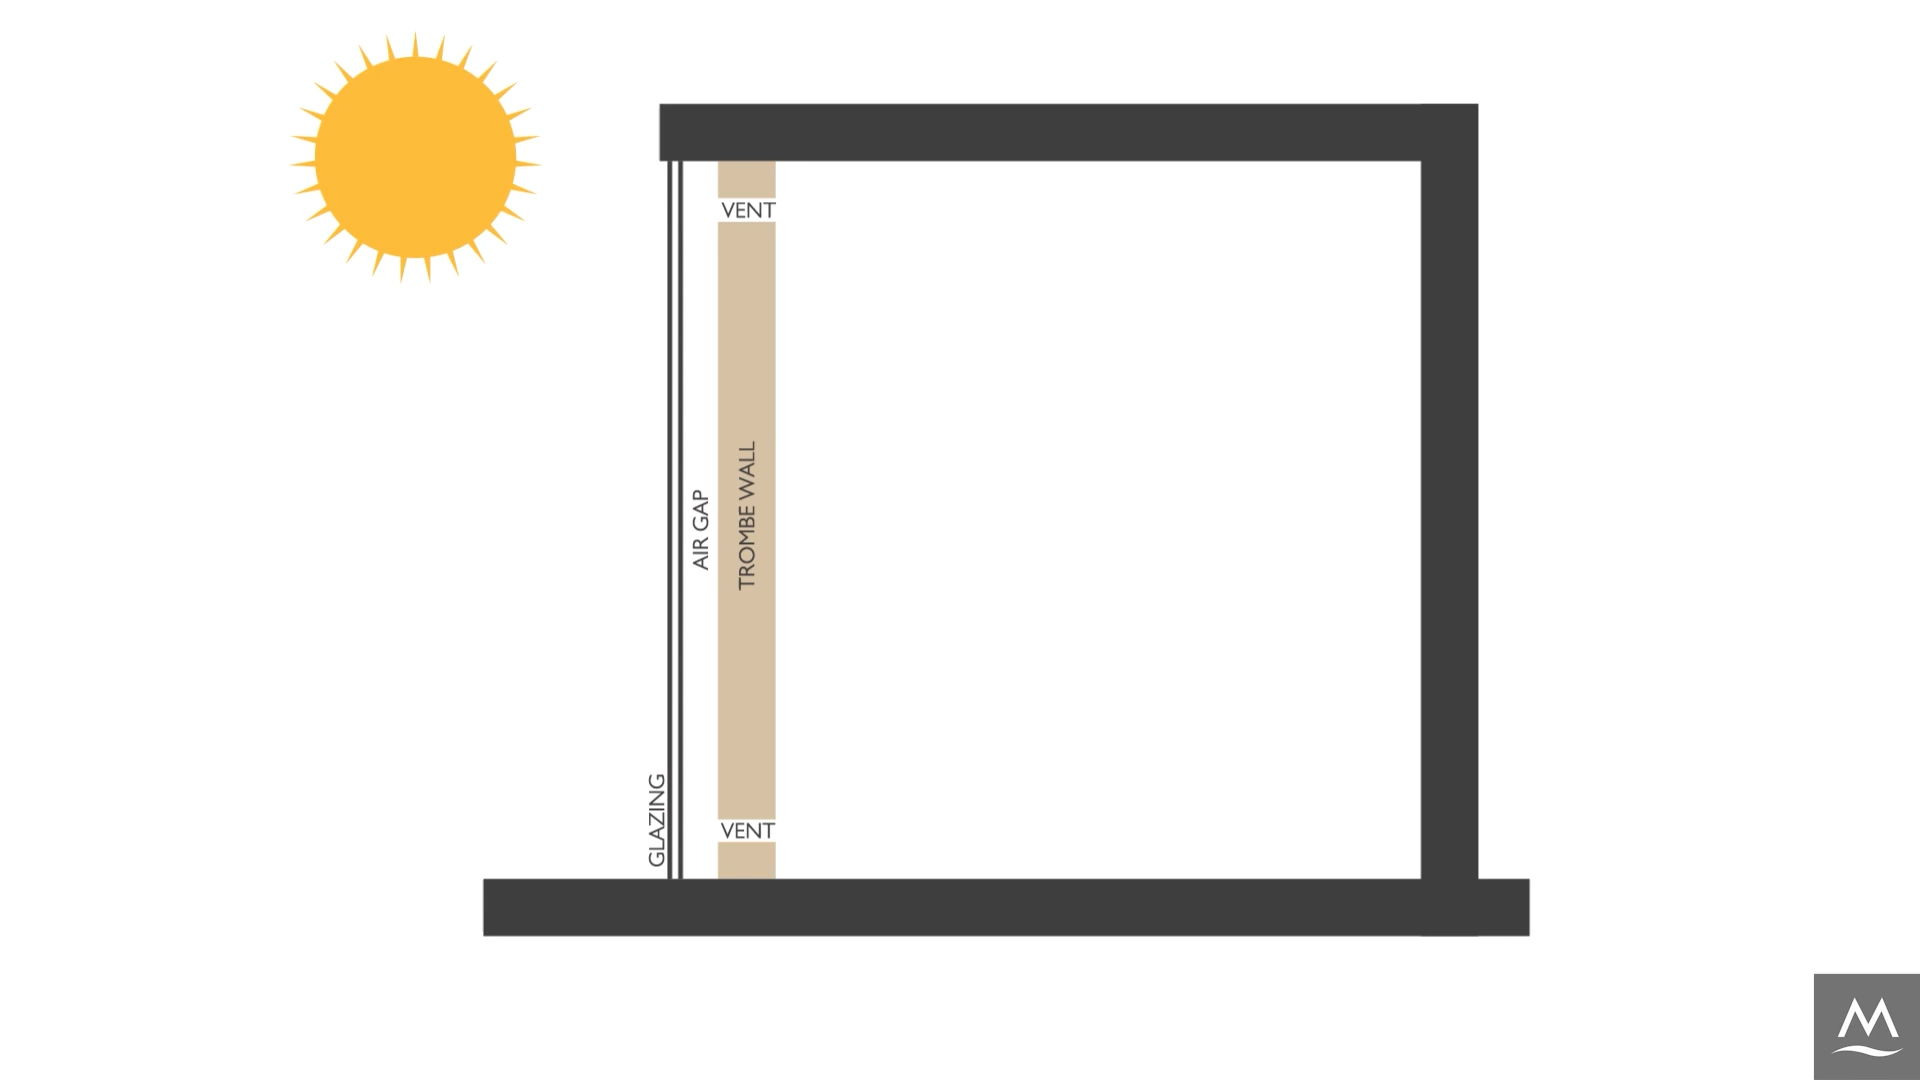 VENT
AIR GAP
TROMBE WALL
GLAZING
VENT